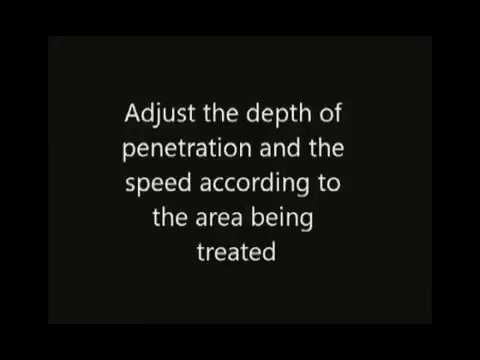 Adjust the depth of
penetration and the
speed according to
the area being
treated